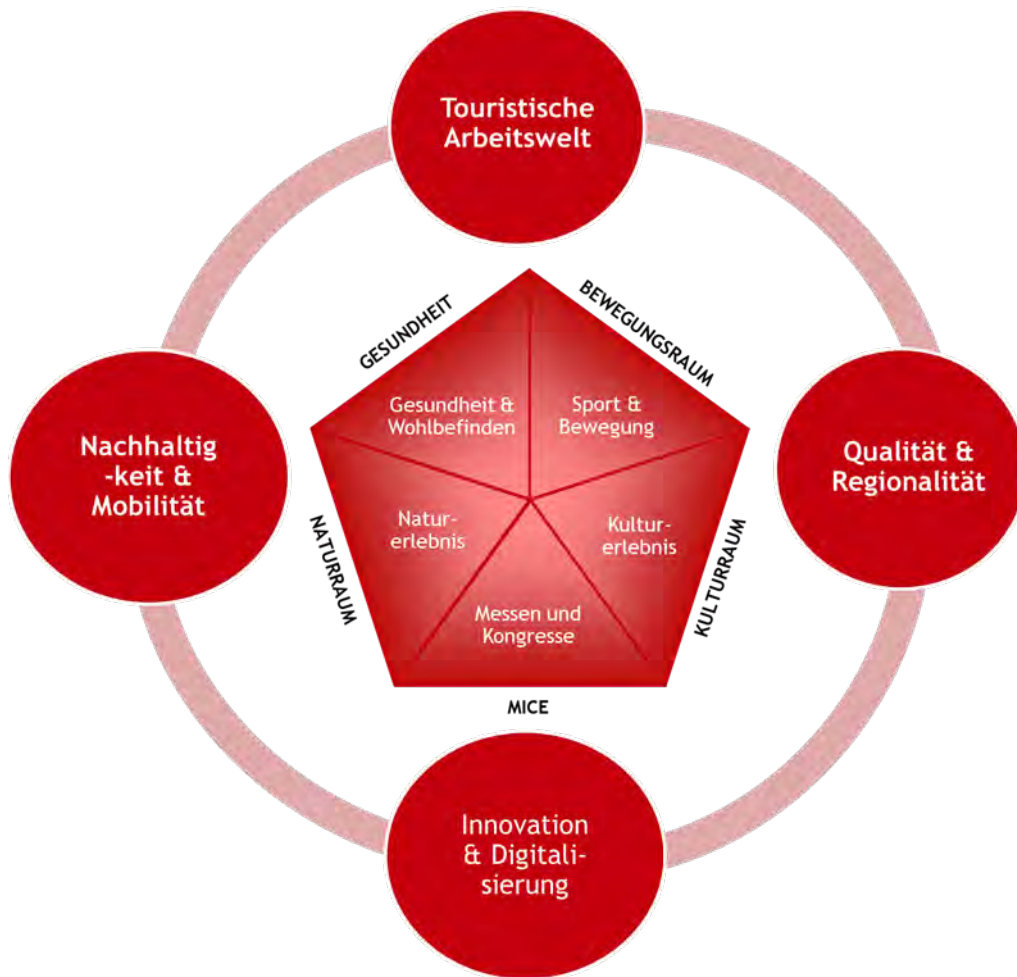 Touristische
Arbeitswelt
GESUNDHEIT
BEWEGUNGSRAUM
Gesundheit &
Wohlbefinden
Sport &
Bewegung
Nachhaltig
-keit &
Mobilität
Qualität &
Regionalität
Natur-
erlebnis
Kultur-
erlebnis
NATURRAUM
KULTURRAUM
Messen und
Kongresse
MICE
Innovation
& Digitali-
sierung